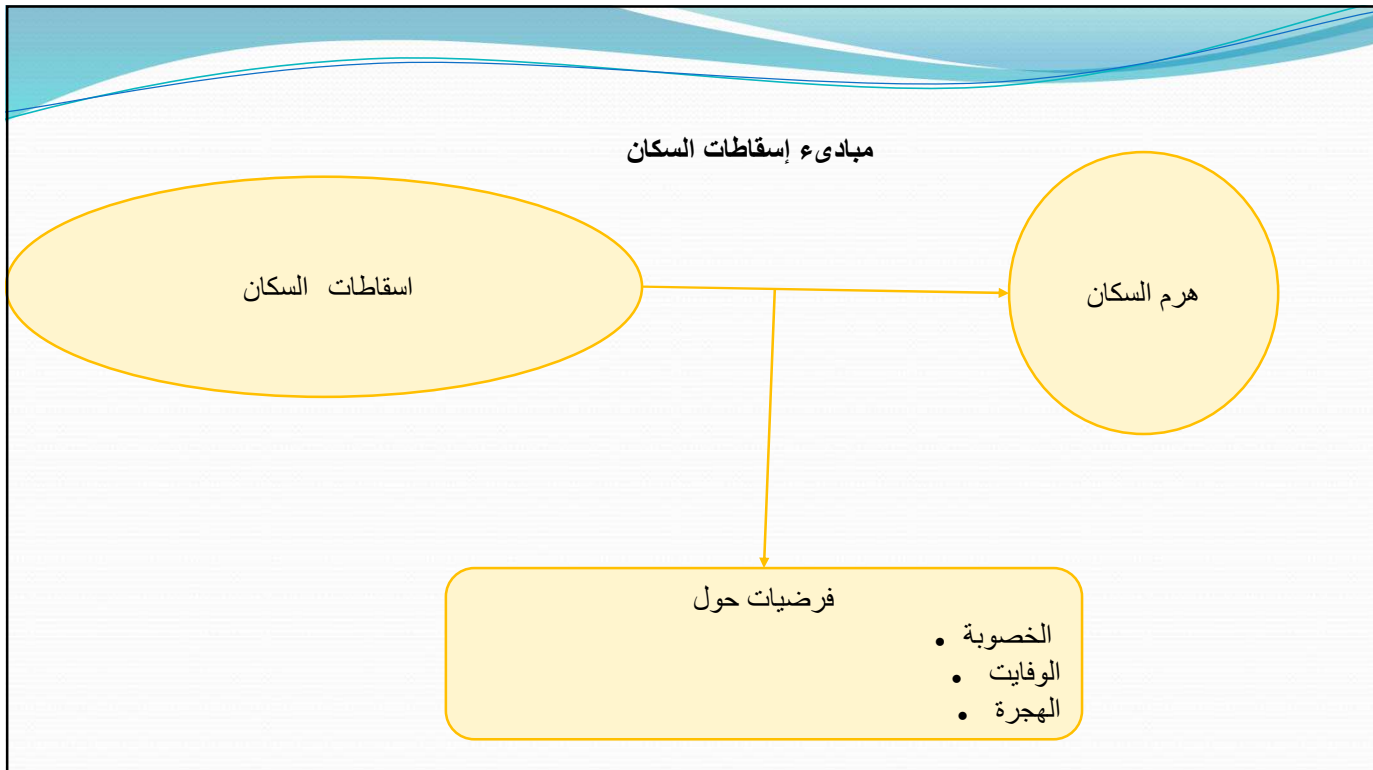 مبادىء إسقاطات السكان
هرم السكان
اسقاطات السكان
فرضيات حول
الخصوبة •
الوفايت •
الهجرة •